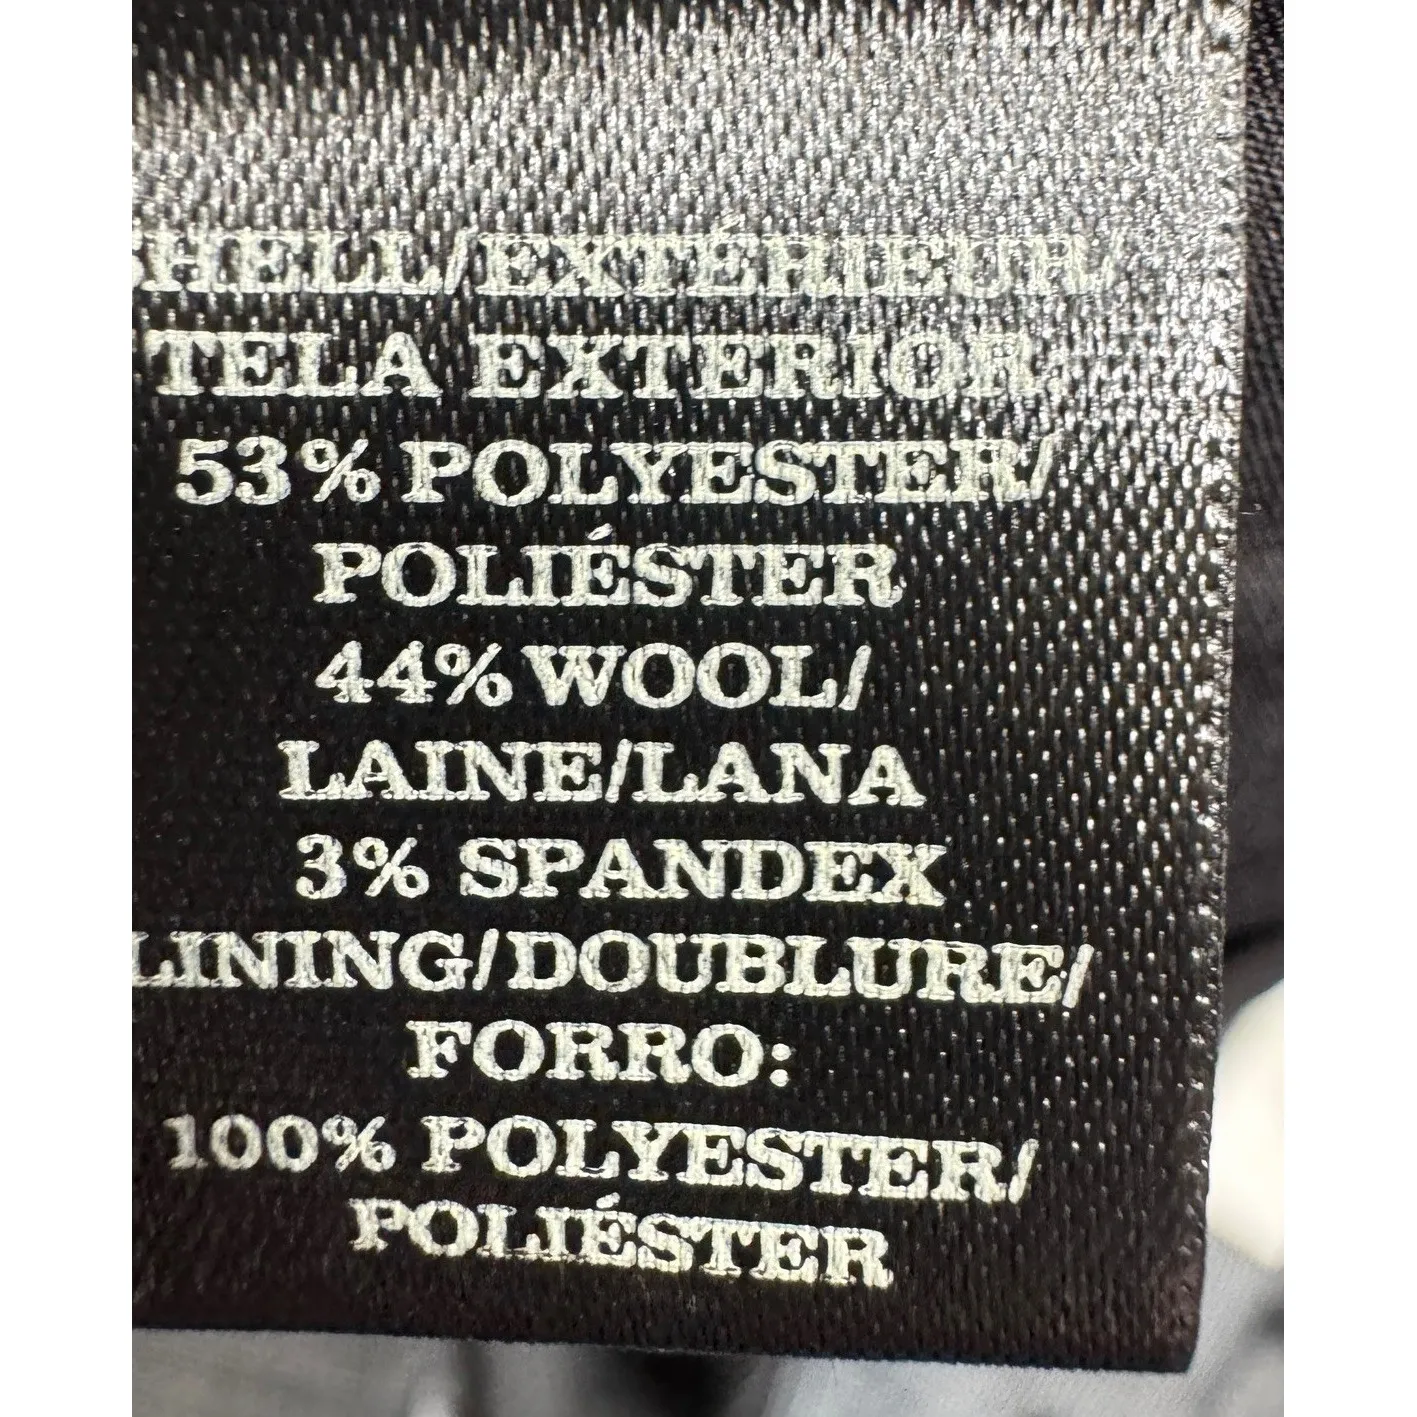 SHELL/EXTÉRIEUR/
TELA EXTERIOR:
53% POLYESTER/
POLIÉSTER
44% WOOL/
LAINE/LANA
3% SPANDEX
LINING/DOUBLURE/
FORRO:
100% POLYESTER/
POLIÉSTER